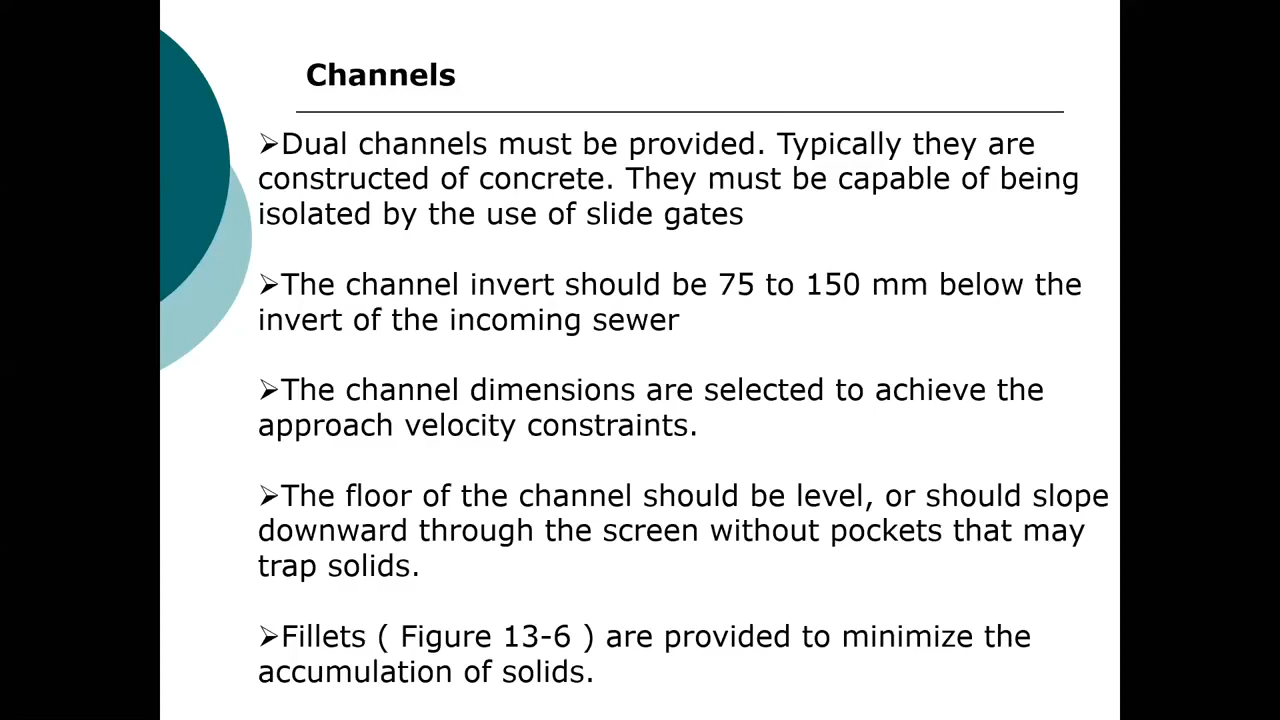 Channels
➢Dual channels must be provided. Typically they are
constructed of concrete. They must be capable of being
isolated by the use of slide gates
➢The channel invert should be 75 to 150 mm below the
invert of the incoming sewer
➢The channel dimensions are selected to achieve the
approach velocity constraints.
➢The floor of the channel should be level, or should slope
downward through the screen without pockets that may
trap solids.
➢Fillets ( Figure 13-6 ) are provided to minimize the
accumulation of solids.